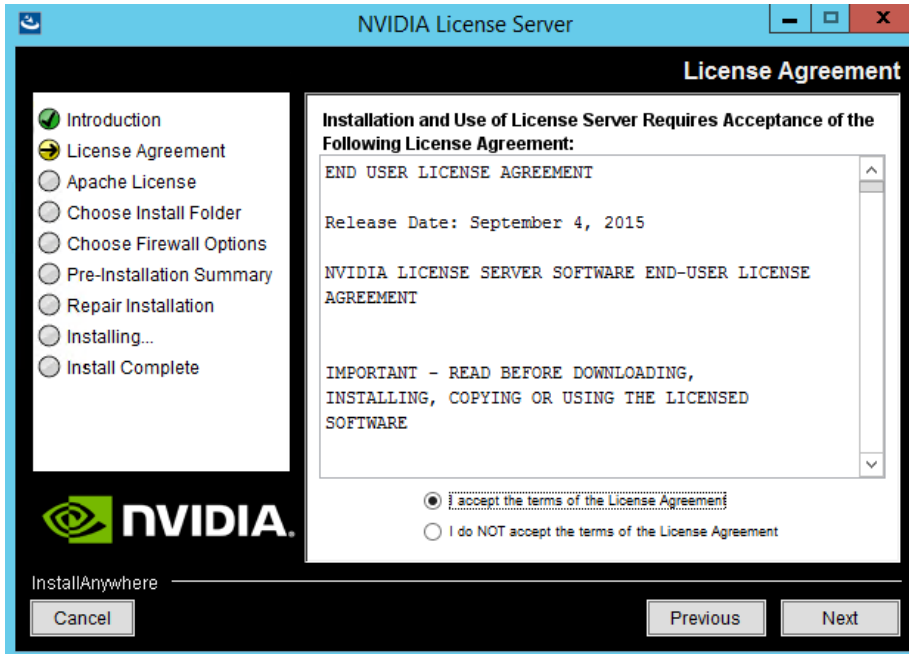 NVIDIA License Server
License Agreement
Introduction
License Agreement
Apache License
Choose Install Folder
Choose Firewall Options
Pre-Installation Summary
Repair Installation
Installing...
Install Complete
Installation and Use of License Server Requires Acceptance of the
Following License Agreement:
END USER LICENSE AGREEMENT
Release Date: September 4, 2015
NVIDIA LICENSE SERVER SOFTWARE END-USER LICENSE
AGREEMENT
IMPORTANT - READ BEFORE DOWNLOADING,
INSTALLING, COPYING OR USING THE LICENSED
SOFTWARE
I accept the terms of the License Agreement
I do NOT accept the terms of the License Agreement
NVIDIA.
InstallAnywhere
Cancel
Previous
Next